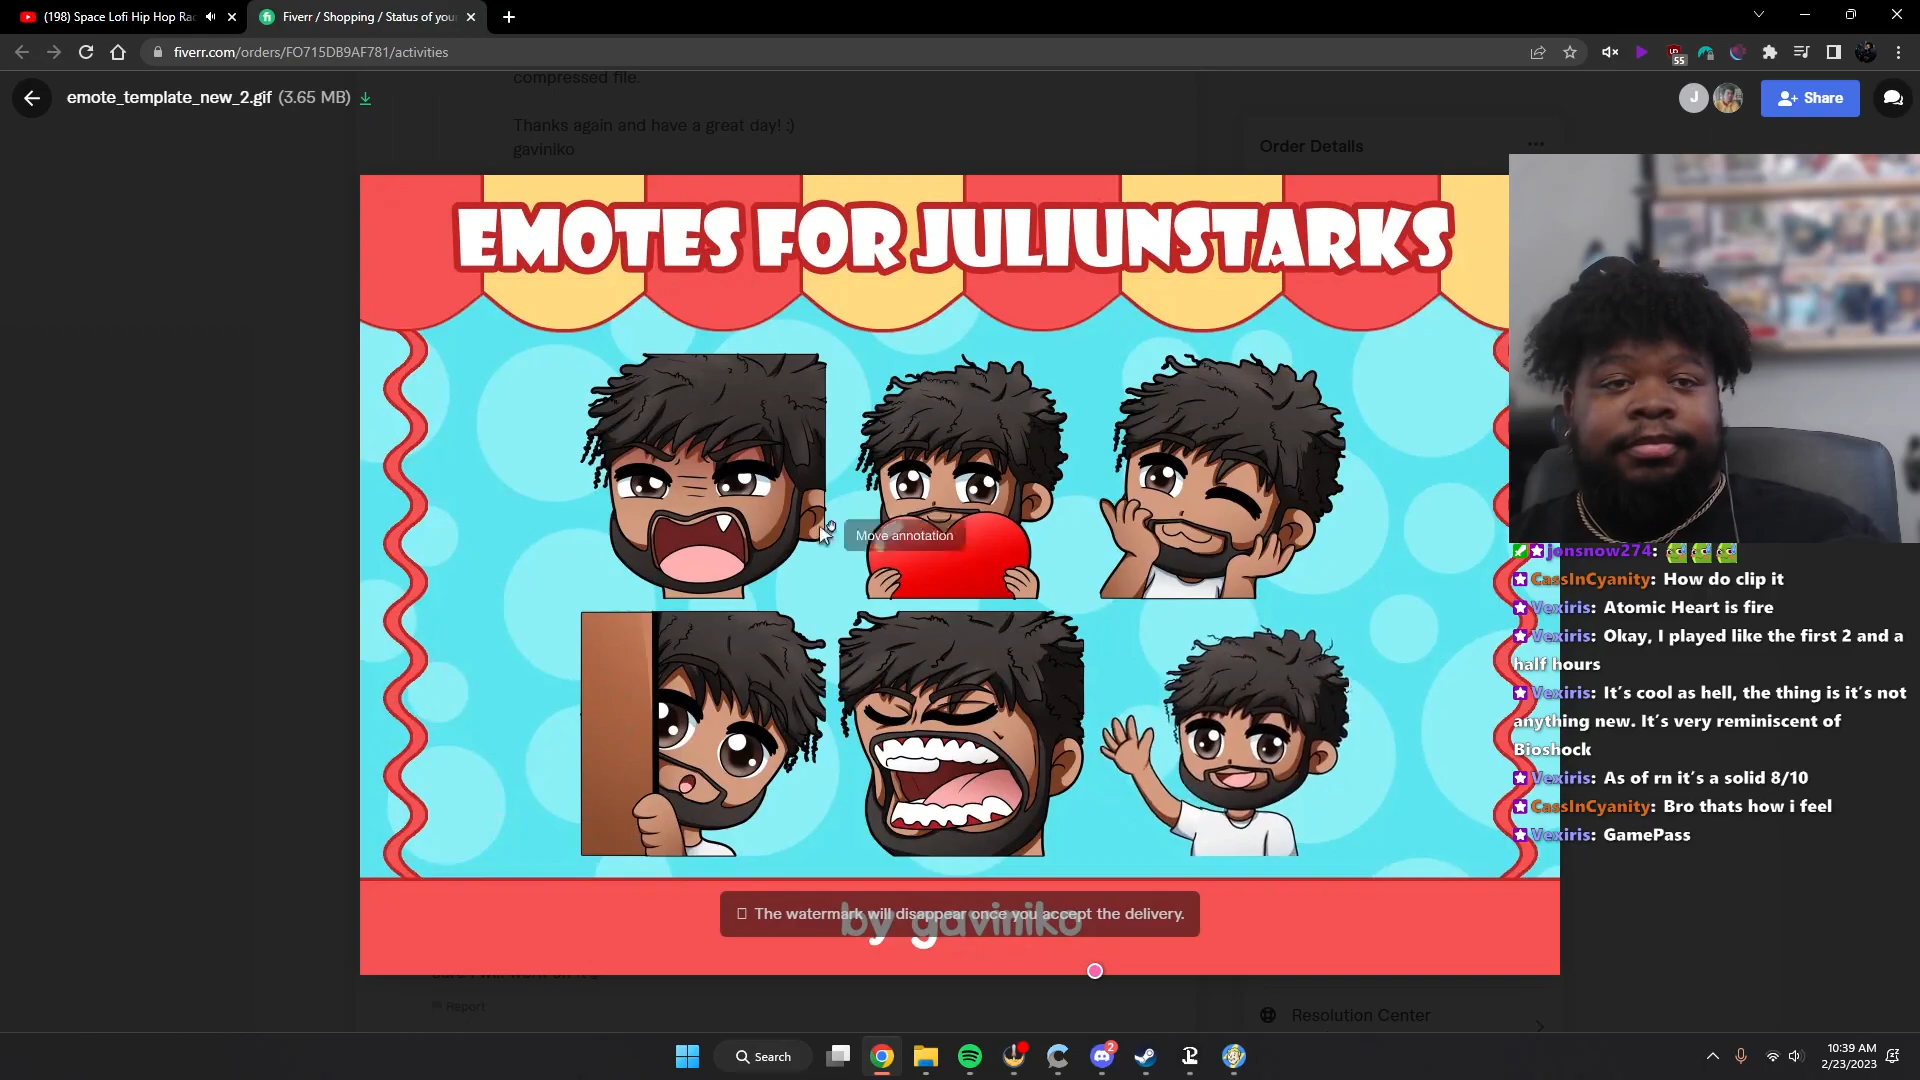 (198) Space Lofi Hip Hop Rac
Fiverr / Shopping / Status of your
fiverr.com/orders/FO715DB9AF781/activities
55
compressed file.
emote_template_new_2.gif (3.65 MB)
J
Share
Thanks again and have a great day! :)
gaviniko
Order Details
EMOTES FOR JULIUNSTARKS
Move annotation
jonsnow274:
CassInCyanity: How do clip it
Vexiris: Atomic Heart is fire
Vexiris: Okay, I played like the first 2 and a
half hours
Vexiris: It's cool as hell, the thing is it's not
anything new. It's very reminiscent of
Bioshock
Vexiris: As of rn it's a solid 8/10
CassInCyanity: Bro thats how i feel
Vexiris: GamePass
The watermark will disappear once you accept the delivery.
by gaviniko
Report
Resolution Center
Search
2
10:39 AM
2/23/2023